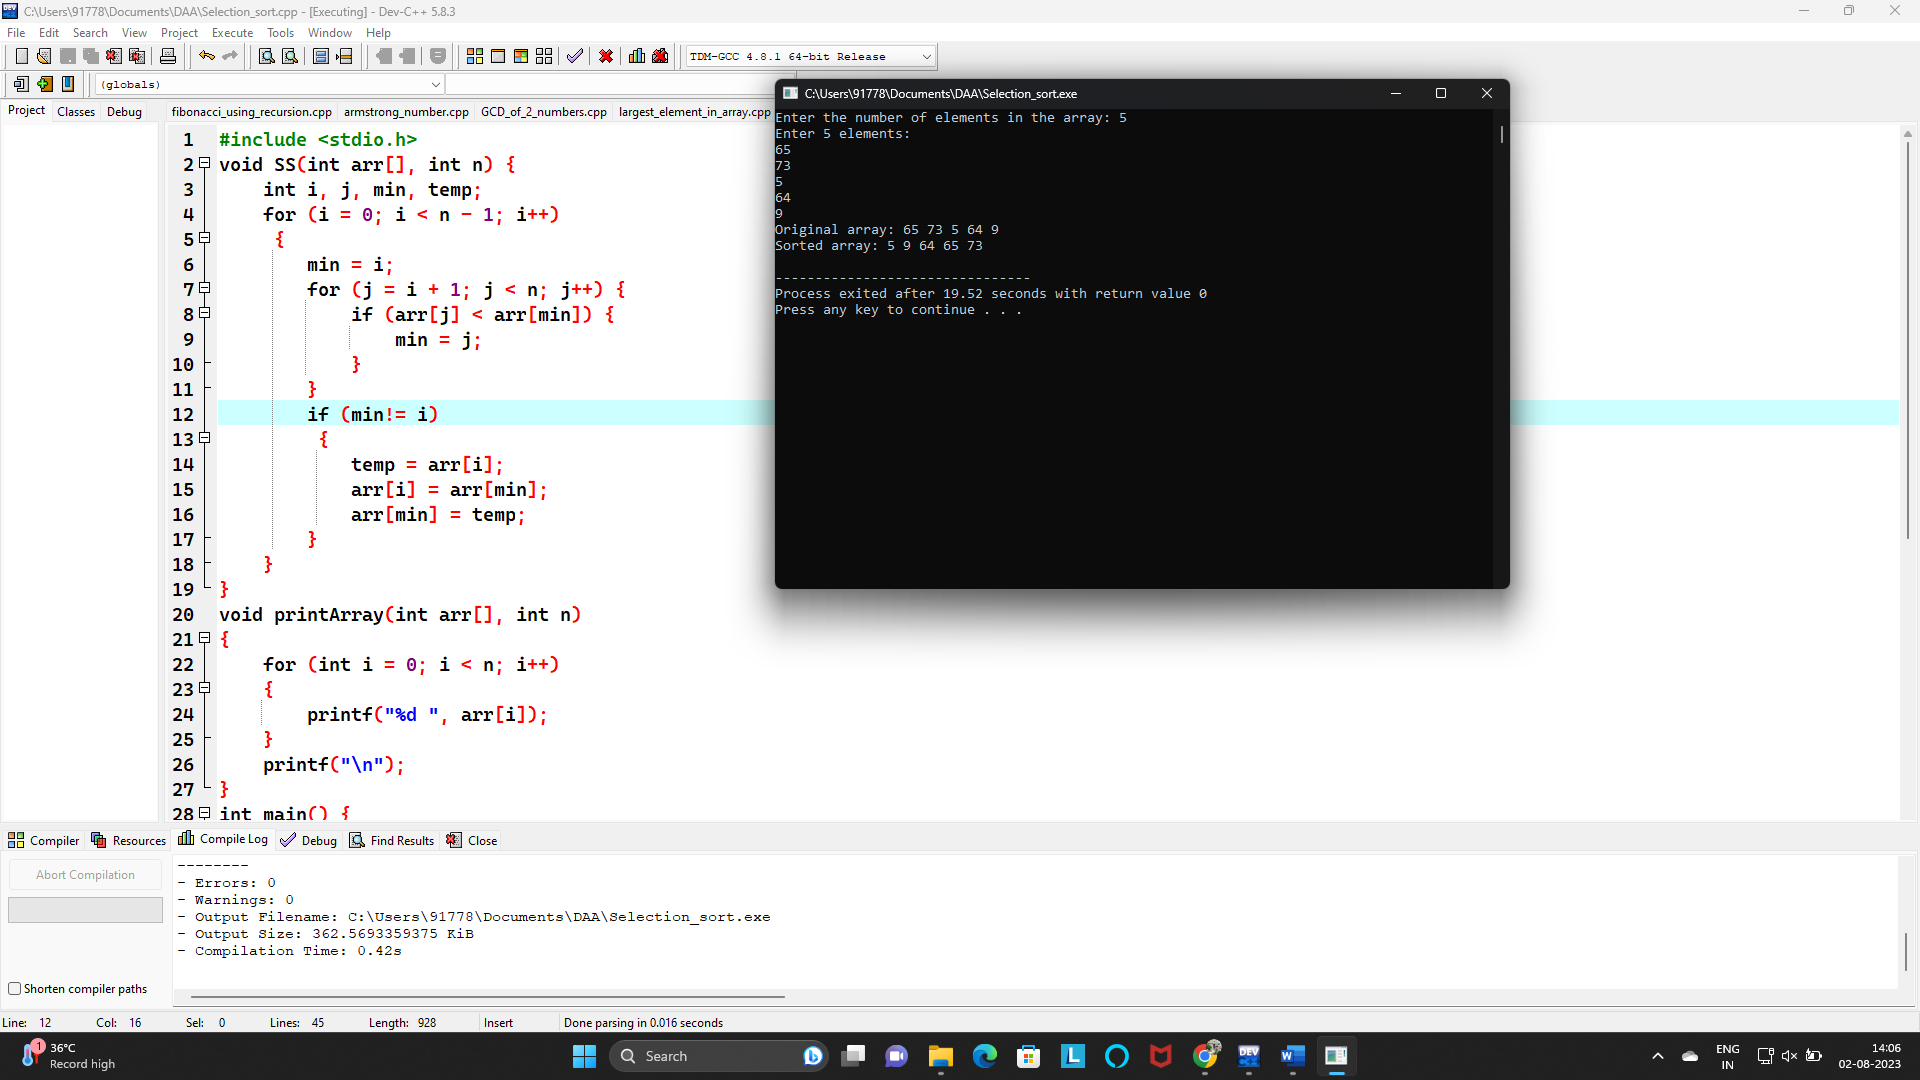 C:\Users\91778\Documents\DAA\Selection_sort.cpp - [Executing] - Dev-C++ 5.8.3
File Edit Search View Project Execute Tools Window Help
TDM-GCC 4.8.1 64-bit Release
(globals)
Project Classes Debug
fibonacci_using_recursion.cpp armstrong_number.cpp GCD_of_2_numbers.cpp largest_element_in_array.cpp
1 #include <stdio.h>
2 void SS(int arr[], int n) {
3 int i, j, min, temp;
4 for (i = 0; i < n - 1; i++)
5 {
6 min = i;
7 for (j = i + 1; j < n; j++) {
8 if (arr[j] < arr[min]) {
9 min = j;
10 }
11 }
12 if (min!= i)
13 {
14 temp = arr[i];
15 arr[i] = arr[min];
16 arr[min] = temp;
17 }
18 }
19 }
20 void printArray(int arr[], int n)
21 {
22 for (int i = 0; i < n; i++)
23 {
24 printf("%d ", arr[i]);
25 }
26 printf("\n");
27 }
28 int main() {
C:\Users\91778\Documents\DAA\Selection_sort.exe
Enter the number of elements in the array: 5
Enter 5 elements:
65
73
5
64
9
Original array: 65 73 5 64 9
Sorted array: 5 9 64 65 73
--------------------------------
Process exited after 19.52 seconds with return value 0
Press any key to continue . . .
Compiler Resources Compile Log Debug Find Results Close
Abort Compilation
Shorten compiler paths
--------
- Errors: 0
- Warnings: 0
- Output Filename: C:\Users\91778\Documents\DAA\Selection_sort.exe
- Output Size: 362.5693359375 KiB
- Compilation Time: 0.42s
Line: 12 Col: 16 Sel: 0 Lines: 45 Length: 928 Insert Done parsing in 0.016 seconds
1
36°C
Record high
Search
L
DEV
W
ENG
IN
14:06
02-08-2023